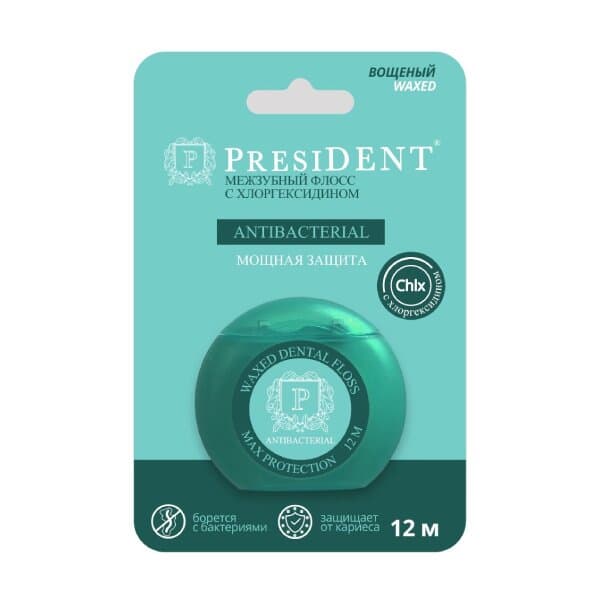 ВОЩЕНЫЙ
WAXED
P
PRESIDENT®
МЕЖЗУБНЫЙ ФЛОСС
С ХЛОРГЕКСИДИНОМ
ANTIBACTERIAL
МОЩНАЯ ЗАЩИТА
Chlx
с хлоргексидином
WAXED DENTAL FLOSS
P
ANTIBACTERIAL
MAX PROTECTION 12 M
борется
с бактериями
защищает
от кариеса
12 м